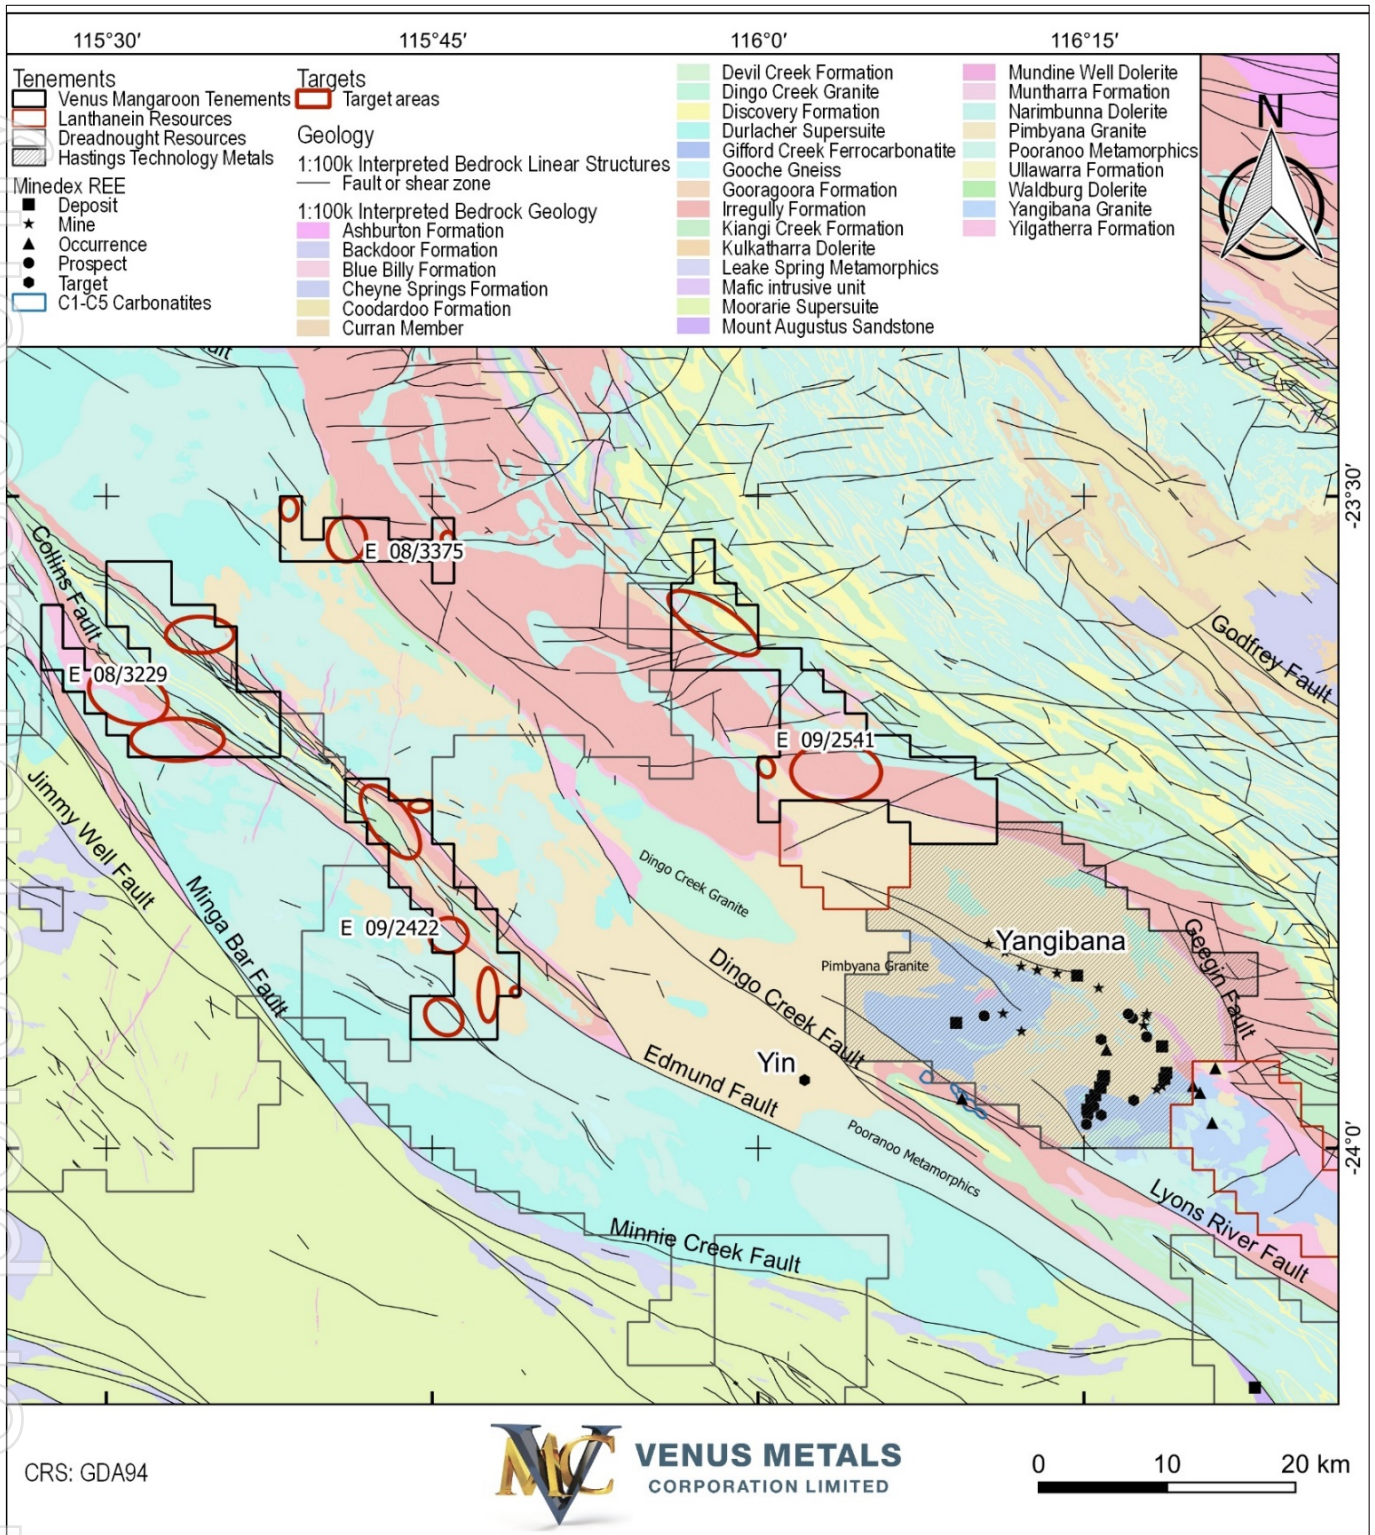 115°30′ 115°45′ 116°0′ 116°15′
Tenements
Venus Mangaroon Tenements
Lanthanein Resources
Dreadnought Resources
Hastings Technology Metals
Minedex REE
Deposit
Mine
Occurrence
Prospect
Target
C1-C5 Carbonatites
Targets
Target areas
Geology
1:100k Interpreted Bedrock Linear Structures
Fault or shear zone
1:100k Interpreted Bedrock Geology
Ashburton Formation
Backdoor Formation
Blue Billy Formation
Cheyne Springs Formation
Coodardoo Formation
Curran Member
Devil Creek Formation
Dingo Creek Granite
Discovery Formation
Durlacher Supersuite
Gifford Creek Ferrocarbonatite
Gooche Gneiss
Gooragoora Formation
Irregully Formation
Kiangi Creek Formation
Kulkatharra Dolerite
Leake Spring Metamorphics
Mafic intrusive unit
Moorarie Supersuite
Mount Augustus Sandstone
Mundine Well Dolerite
Muntharra Formation
Narimbunna Dolerite
Pimbyana Granite
Pooranoo Metamorphics
Ullawarra Formation
Waldburg Dolerite
Yangibana Granite
Yilgatherra Formation
N
-23°30′
Collins Fault
E 08/3375
Godfrey Fault
E 08/3229
E 09/2541
Jimmy Well Fault
Dingo Creek Granite
Minga Bar Fault
E 09/2422
Yangibana
Geegin Fault
Pimbyana Granite
Dingo Creek Fault
Yin
Edmund Fault
Pooranoo Metamorphics
-24°0′
Lyons River Fault
Minnie Creek Fault
CRS: GDA94
VMC
VENUS METALS
CORPORATION LIMITED
0 10 20 km